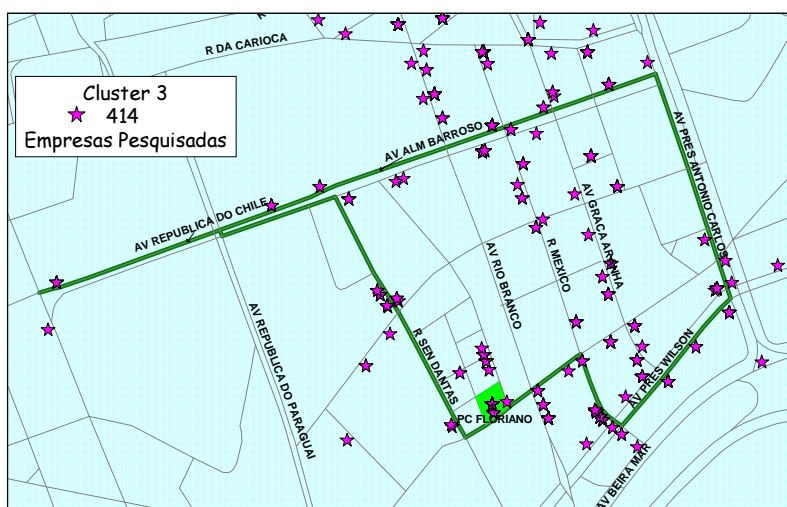 R
R DA CARIOCA
Cluster 3
414
Empresas Pesquisadas
AV ALM BARROSO
AV PRES ANTONIO CARLOS
AV REPUBLICA DO CHILE
AV GRACA ARANHA
R MEXICO
AV RIO BRANCO
AV REPUBLICA DO PARAGUAI
R SEN DANTAS
AV PRES WILSON
PC FLORIANO
AV BEIRA MAR